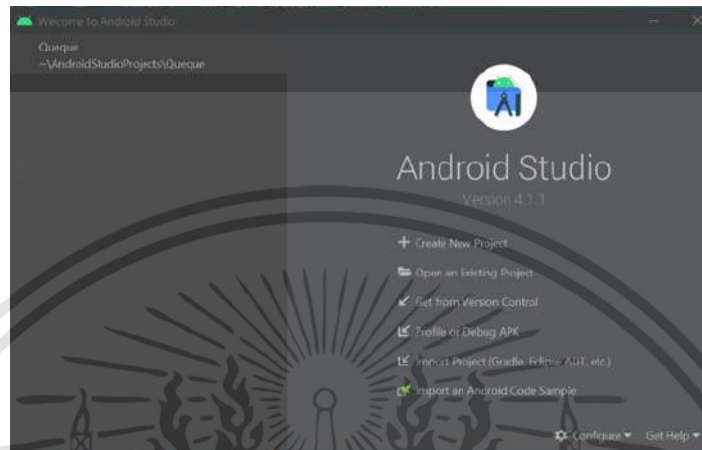 Welcome to Android Studio
Queque
~\AndroidStudioProjects\Queque
Android Studio
Version 4.1.1
Create New Project
Open an Existing Project
Get from Version Control
Profile or Debug APK
Import Project (Gradle, Eclipse ADT, etc.)
Import an Android Code Sample
Configure
Get Help